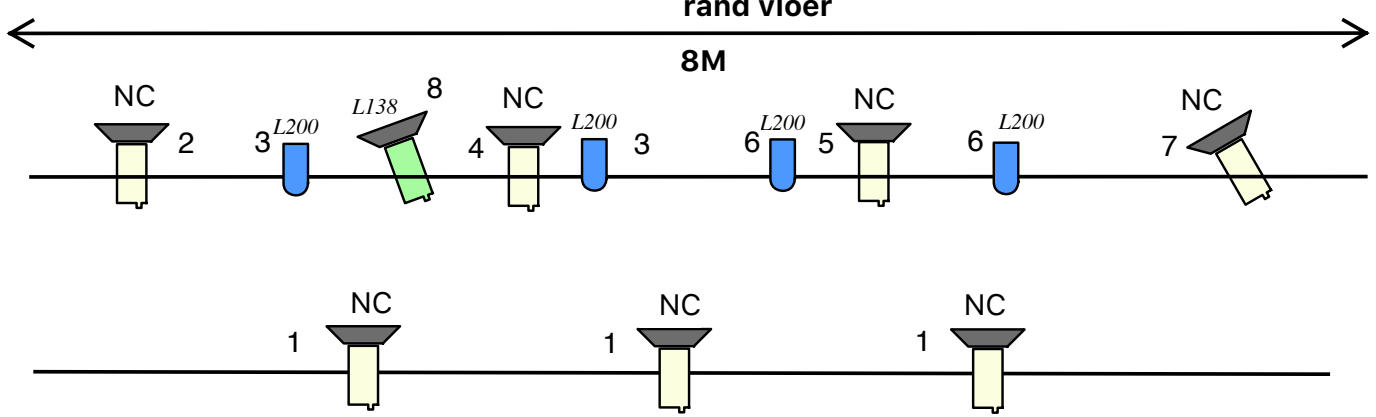 rand vloer
8M
NC 2
3 L200
L138 8
NC 4
L200 3
6 L200
NC 5
6 L200
NC 7
NC 1
NC 1
NC 1